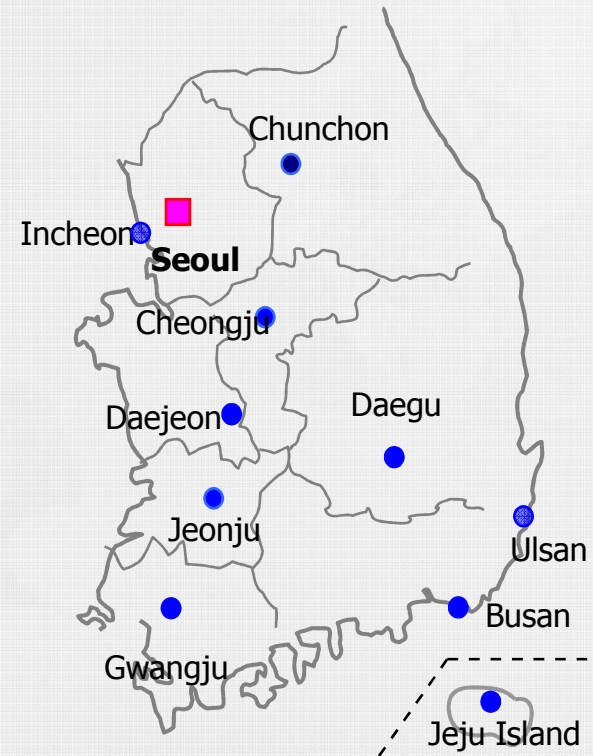 Chunchon
Incheon
Seoul
Cheongju
Daegu
Daejeon
Jeonju
Ulsan
Busan
Gwangju
Jeju Island